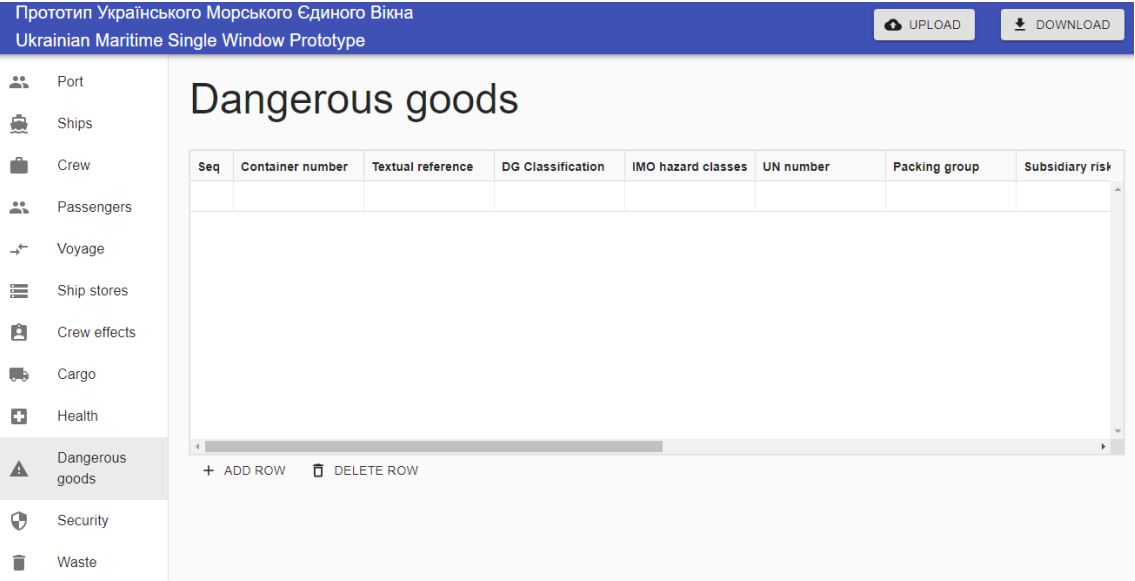 Прототип Українського Морського Єдиного Вікна
Ukrainian Maritime Single Window Prototype
UPLOAD
DOWNLOAD
Port
Ships
Crew
Passengers
Voyage
Ship stores
Crew effects
Cargo
Health
Dangerous
goods
Security
Waste
Dangerous goods
Seq Container number Textual reference DG Classification IMO hazard classes UN number Packing group Subsidiary risk
ADD ROW DELETE ROW